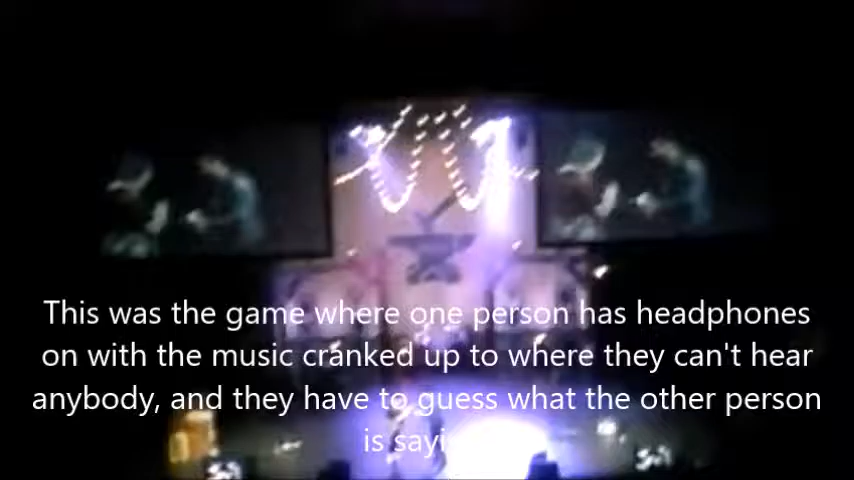 This was the game where one person has headphones
on with the music cranked up to where they can't hear
anybody, and they have to guess what the other person
is